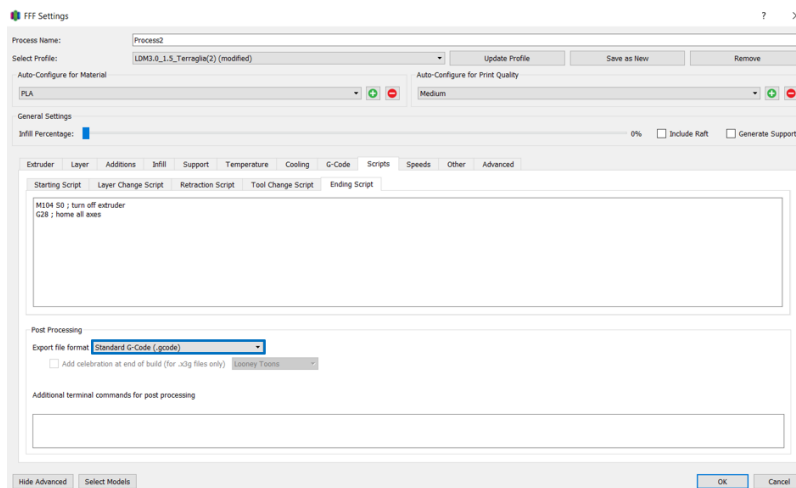 FFF Settings ?
Process Name: Process2
Select Profile: LDM3.0_1.5_Terraglia(2) (modified) Update Profile Save as New Remove
Auto-Configure for Material Auto-Configure for Print Quality
PLA Medium
General Settings
Infill Percentage: 0% Include Raft Generate Support
Extruder Layer Additions Infill Support Temperature Cooling G-Code Scripts Speeds Other Advanced
Starting Script Layer Change Script Retraction Script Tool Change Script Ending Script
M104 S0 ; turn off extruder
G28 ; home all axes
Post Processing
Export file format Standard G-Code (.gcode)
Add celebration at end of build (for .x3g files only) Looney Toons
Additional terminal commands for post processing
Hide Advanced Select Models OK Cancel